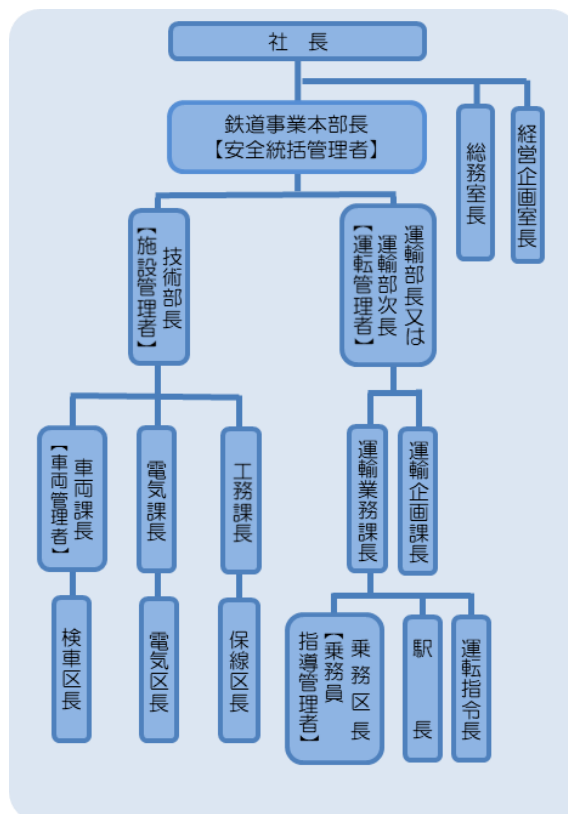 社　長
鉄道事業本部長
【安全統括管理者】
経営企画室長
総務室長
運輸部長又は
運輸部次長
【運転管理者】
技術部長
【施設管理者】
運輸企画課長
運輸業務課長
工務課長
電気課長
車両課長
【車両管理者】
運転指令長
駅　長
乗務区長
【乗務員
指導管理者】
保線区長
電気区長
検車区長